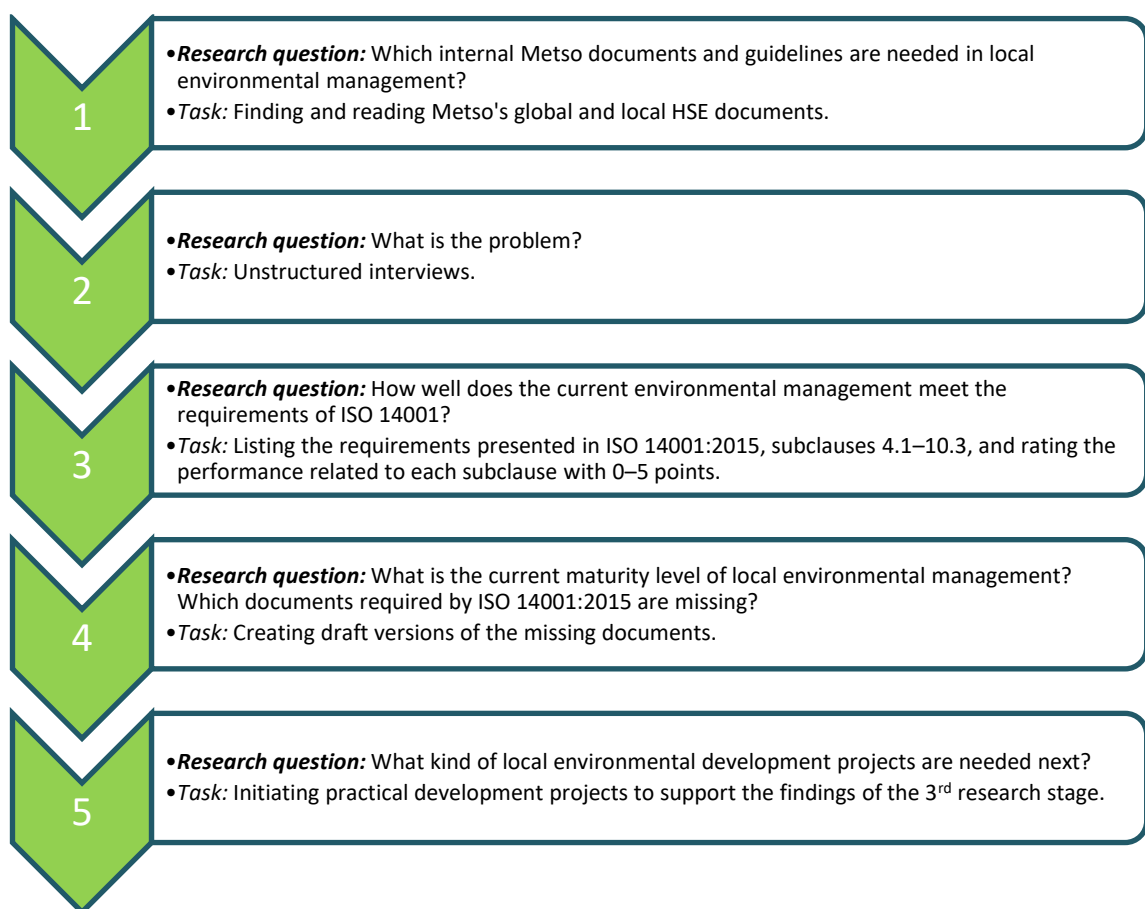 1
•Research question: Which internal Metso documents and guidelines are needed in local
environmental management?
•Task: Finding and reading Metso's global and local HSE documents.
2
•Research question: What is the problem?
•Task: Unstructured interviews.
3
•Research question: How well does the current environmental management meet the
requirements of ISO 14001?
•Task: Listing the requirements presented in ISO 14001:2015, subclauses 4.1–10.3, and rating the
performance related to each subclause with 0–5 points.
4
•Research question: What is the current maturity level of local environmental management?
Which documents required by ISO 14001:2015 are missing?
•Task: Creating draft versions of the missing documents.
5
•Research question: What kind of local environmental development projects are needed next?
•Task: Initiating practical development projects to support the findings of the 3rd research stage.